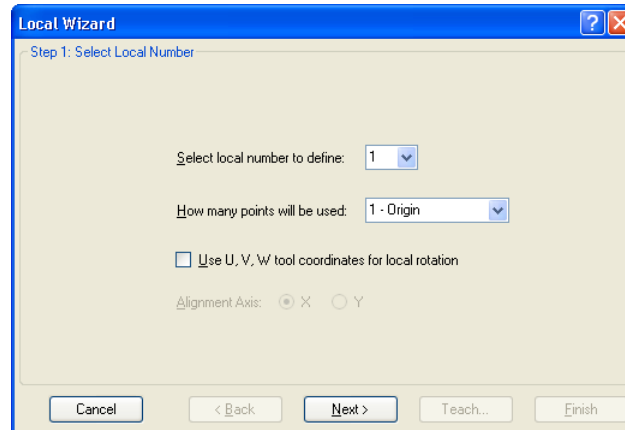 Local Wizard
Step 1: Select Local Number
Select local number to define: 1
How many points will be used: 1 - Origin
Use U, V, W tool coordinates for local rotation
Alignment Axis: X Y
Cancel < Back Next > Teach... Finish